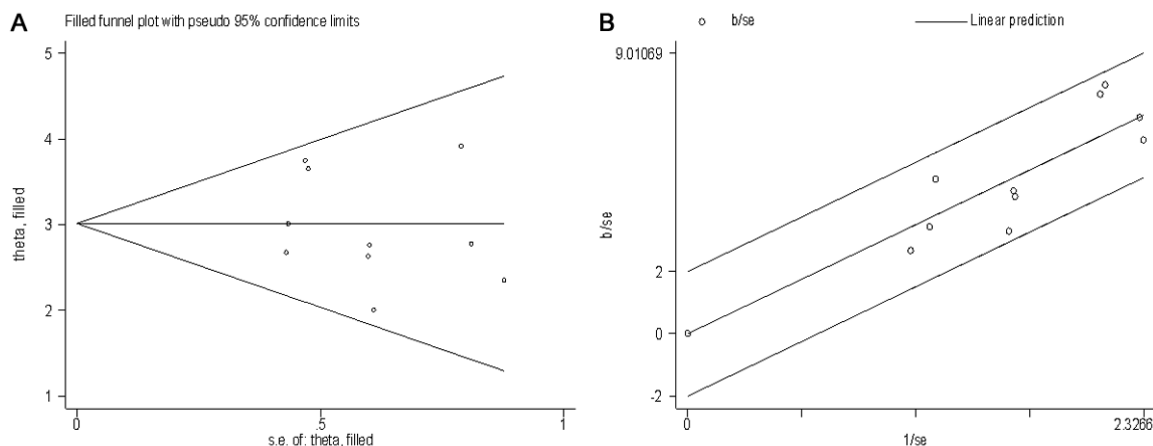 A
Filled funnel plot with pseudo 95% confidence limits
5
4
3
2
1
theta, filled
0
.5
1
s.e. of: theta, filled
B
b/se
Linear prediction
9.01069
2
0
-2
b/se
0
2.3266
1/se